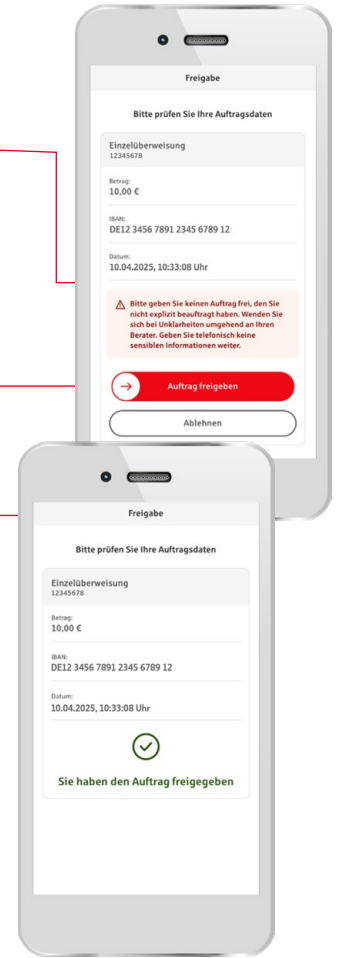 Freigabe
Bitte prüfen Sie Ihre Auftragsdaten
Einzelüberweisung
12345678
Betrag:
10,00 €
IBAN:
DE12 3456 7891 2345 6789 12
Datum:
10.04.2025, 10:33:08 Uhr
Bitte geben Sie keinen Auftrag frei, den Sie
nicht explizit beauftragt haben. Wenden Sie
sich bei Unklarheiten umgehend an Ihren
Berater. Geben Sie telefonisch keine
sensiblen Informationen weiter.
Auftrag freigeben
Ablehnen
Freigabe
Bitte prüfen Sie Ihre Auftragsdaten
Einzelüberweisung
12345678
Betrag:
10,00 €
IBAN:
DE12 3456 7891 2345 6789 12
Datum:
10.04.2025, 10:33:08 Uhr
Sie haben den Auftrag freigegeben